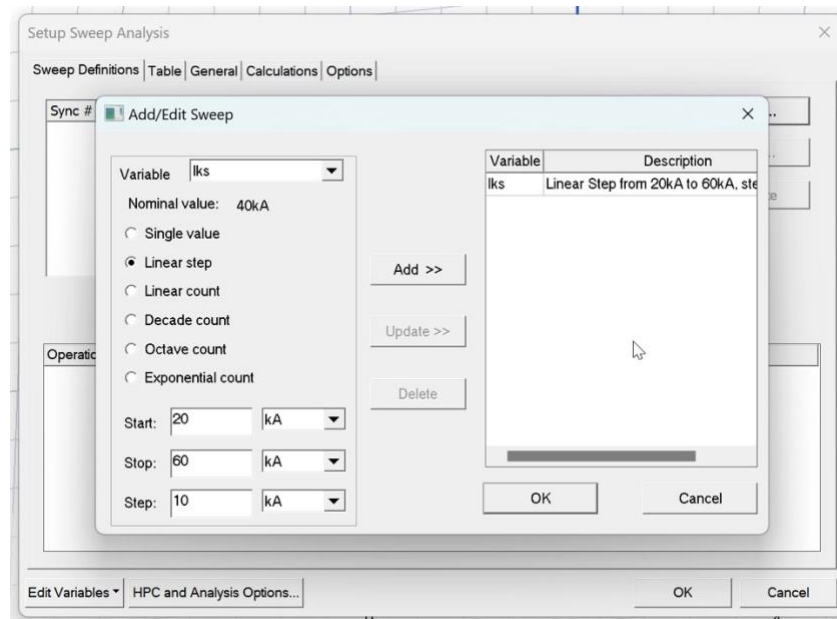 Setup Sweep Analysis
Sweep Definitions Table General Calculations Options
Sync #
Add/Edit Sweep
Variable Iks
Nominal value: 40kA
Single value
Linear step
Linear count
Decade count
Octave count
Exponential count
Start: 20 kA
Stop: 60 kA
Step: 10 kA
Add >>
Update >>
Delete
Variable Description
Iks Linear Step from 20kA to 60kA, ste
OK Cancel
Operatio
Edit Variables HPC and Analysis Options... OK Cancel